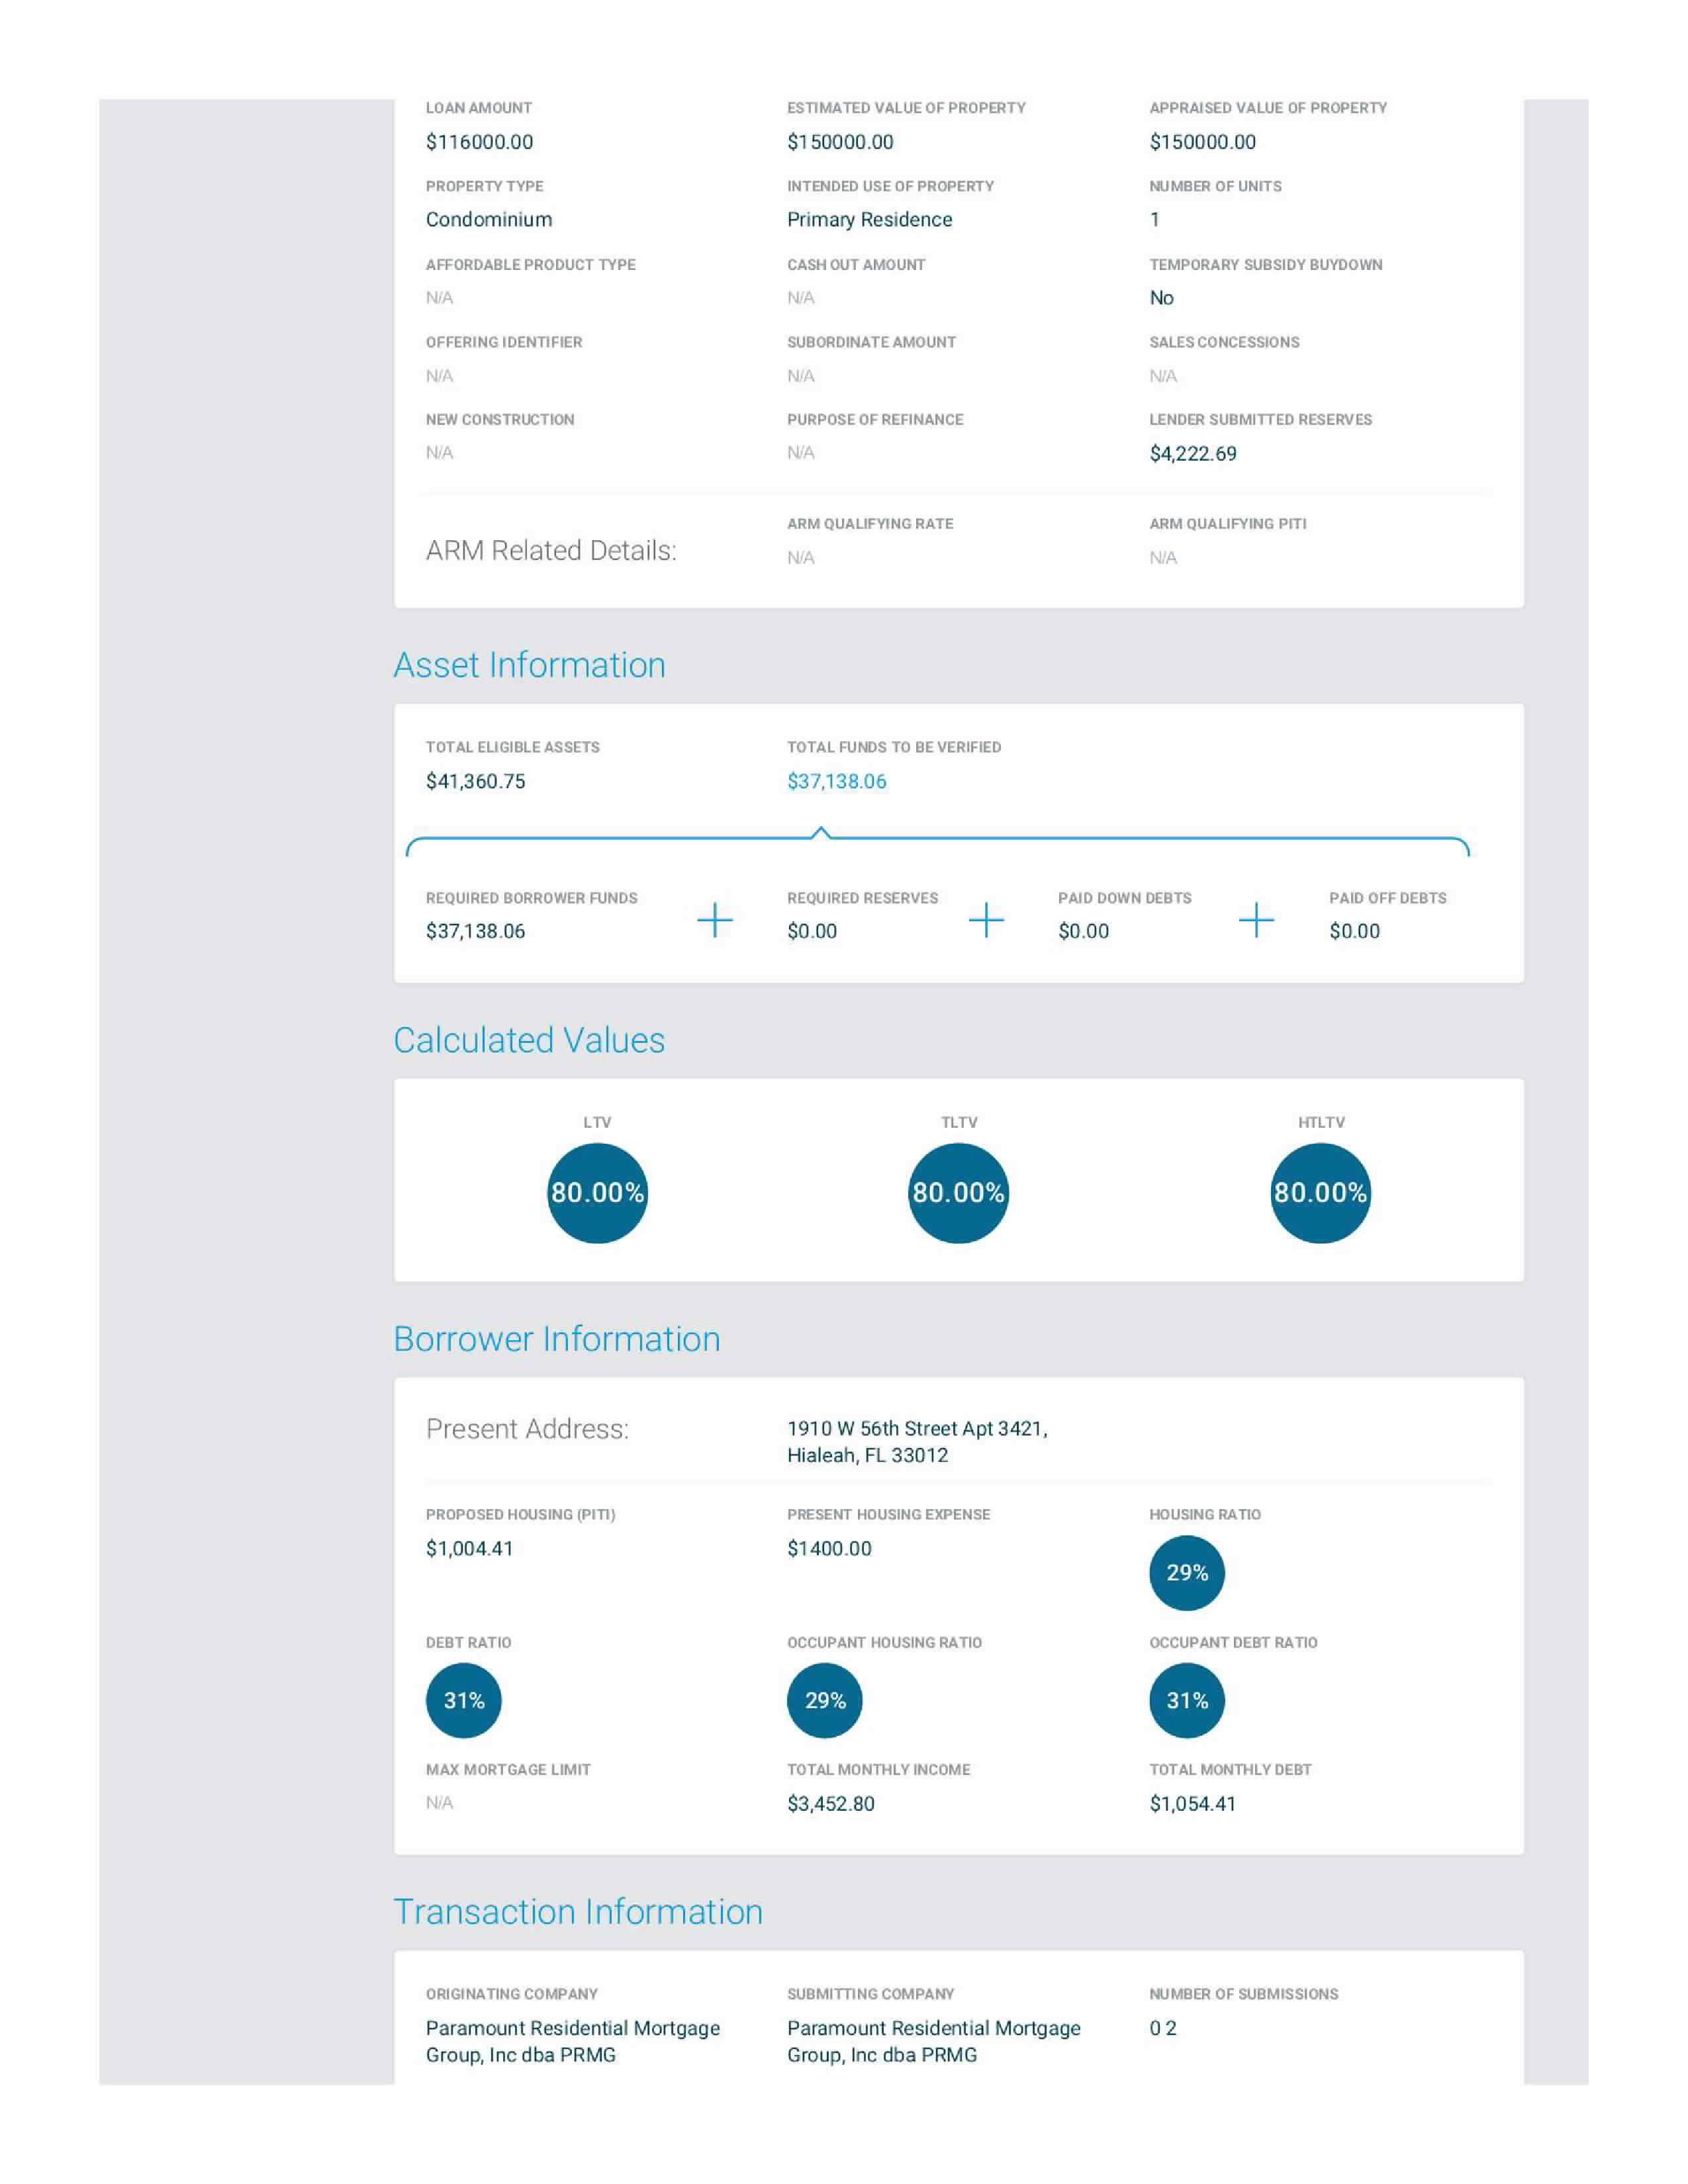 LOAN AMOUNT ESTIMATED VALUE OF PROPERTY APPRAISED VALUE OF PROPERTY
$116000.00 $150000.00 $150000.00
PROPERTY TYPE INTENDED USE OF PROPERTY NUMBER OF UNITS
Condominium Primary Residence 1
AFFORDABLE PRODUCT TYPE CASH OUT AMOUNT TEMPORARY SUBSIDY BUYDOWN
N/A N/A No
OFFERING IDENTIFIER SUBORDINATE AMOUNT SALES CONCESSIONS
N/A N/A N/A
NEW CONSTRUCTION PURPOSE OF REFINANCE LENDER SUBMITTED RESERVES
N/A N/A $4,222.69
ARM Related Details: ARM QUALIFYING RATE ARM QUALIFYING PITI
N/A N/A
Asset Information
TOTAL ELIGIBLE ASSETS TOTAL FUNDS TO BE VERIFIED
$41,360.75 $37,138.06
REQUIRED BORROWER FUNDS + REQUIRED RESERVES + PAID DOWN DEBTS + PAID OFF DEBTS
$37,138.06 $0.00 $0.00 $0.00
Calculated Values
LTV TLTV HTLTV
80.00% 80.00% 80.00%
Borrower Information
Present Address: 1910 W 56th Street Apt 3421,
Hialeah, FL 33012
PROPOSED HOUSING (PITI) PRESENT HOUSING EXPENSE HOUSING RATIO
$1,004.41 $1400.00 29%
DEBT RATIO OCCUPANT HOUSING RATIO OCCUPANT DEBT RATIO
31% 29% 31%
MAX MORTGAGE LIMIT TOTAL MONTHLY INCOME TOTAL MONTHLY DEBT
N/A $3,452.80 $1,054.41
Transaction Information
ORIGINATING COMPANY SUBMITTING COMPANY NUMBER OF SUBMISSIONS
Paramount Residential Mortgage Paramount Residential Mortgage 0 2
Group, Inc dba PRMG Group, Inc dba PRMG